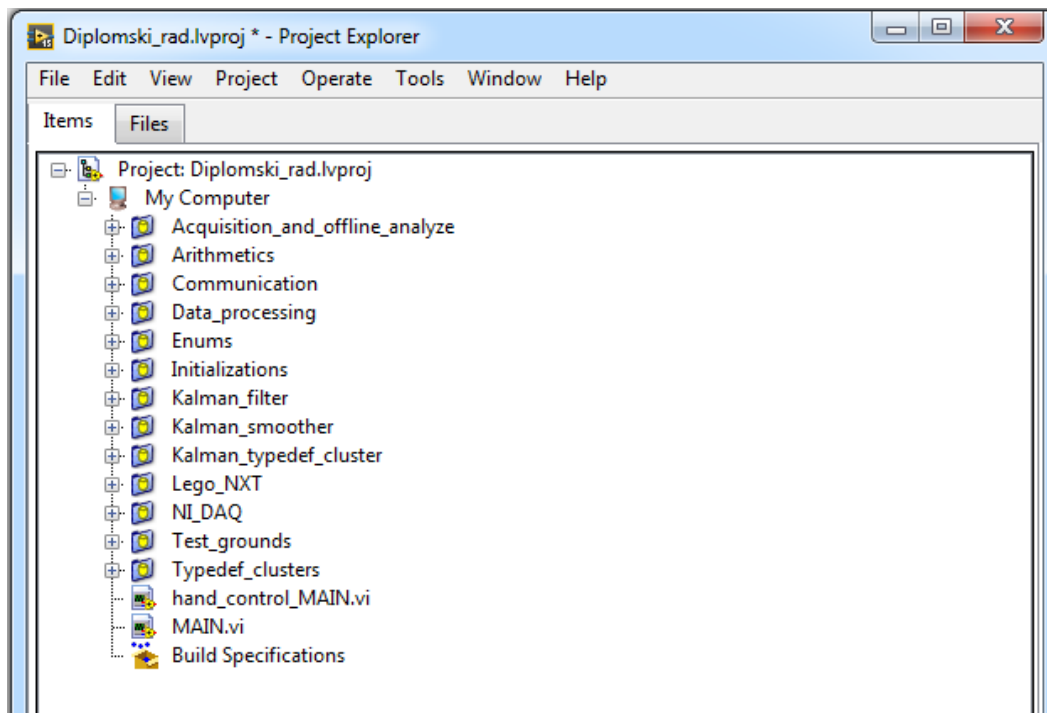 Diplomski_rad.lvproj * - Project Explorer
File Edit View Project Operate Tools Window Help
Items Files
Project: Diplomski_rad.lvproj
My Computer
Acquisition_and_offline_analyze
Arithmetics
Communication
Data_processing
Enums
Initializations
Kalman_filter
Kalman_smoother
Kalman_typedef_cluster
Lego_NXT
NI_DAQ
Test_grounds
Typedef_clusters
hand_control_MAIN.vi
MAIN.vi
Build Specifications